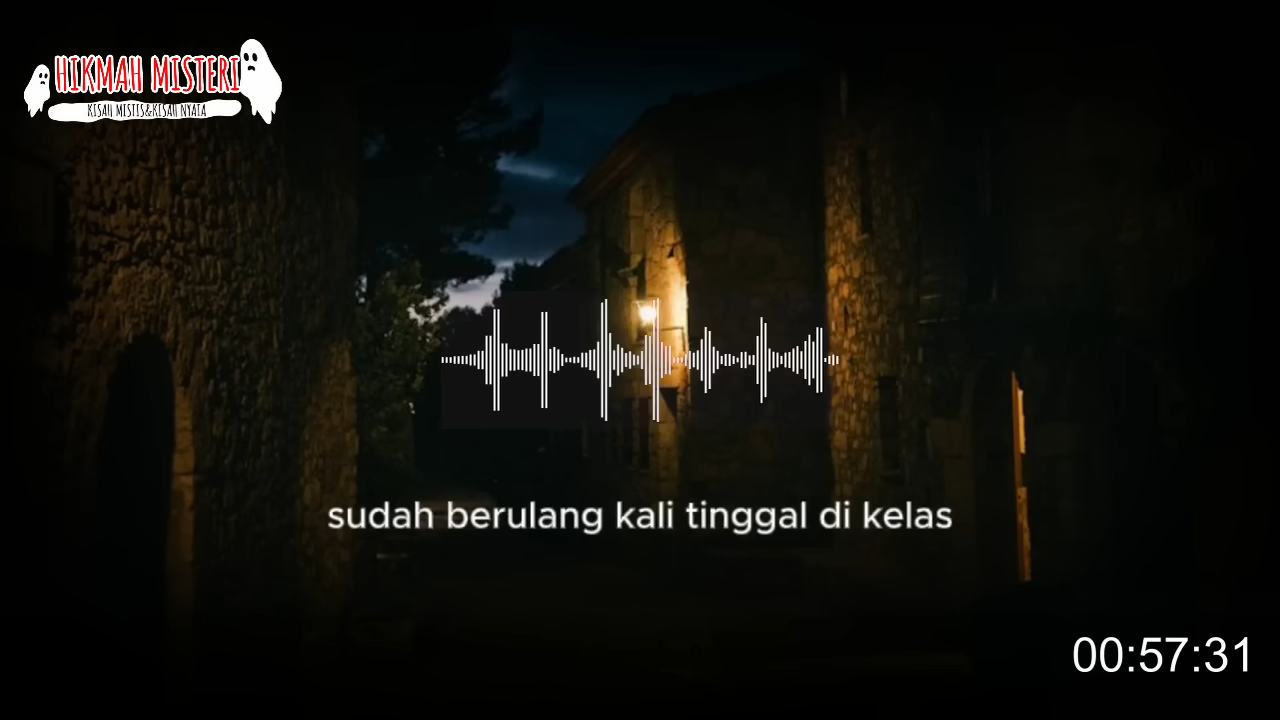 HIKMAH MISTERI
KISAH MISTIS&KISAH NYATA
sudah berulang kali tinggal di kelas
00:57:31